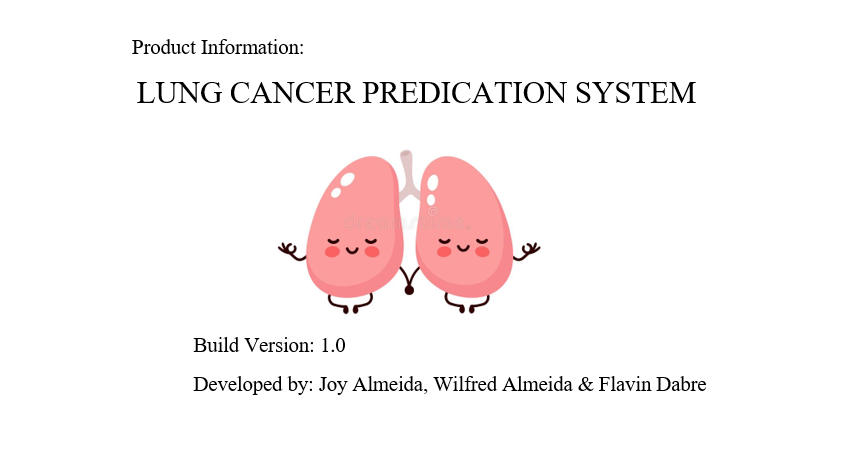 Product Information:
LUNG CANCER PREDICATION SYSTEM
Build Version: 1.0
Developed by: Joy Almeida, Wilfred Almeida & Flavin Dabre